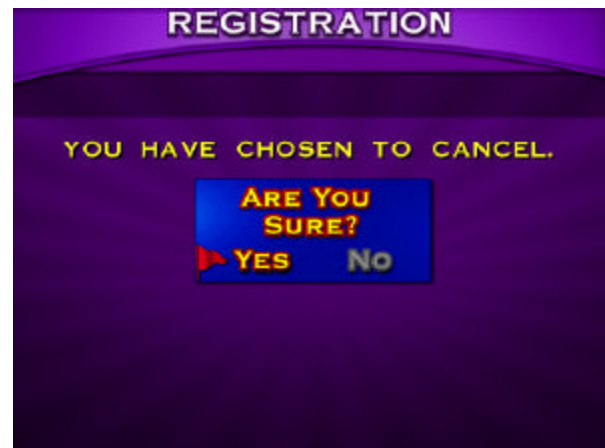 REGISTRATION
YOU HAVE CHOSEN TO CANCEL.
ARE YOU
SURE?
YES NO